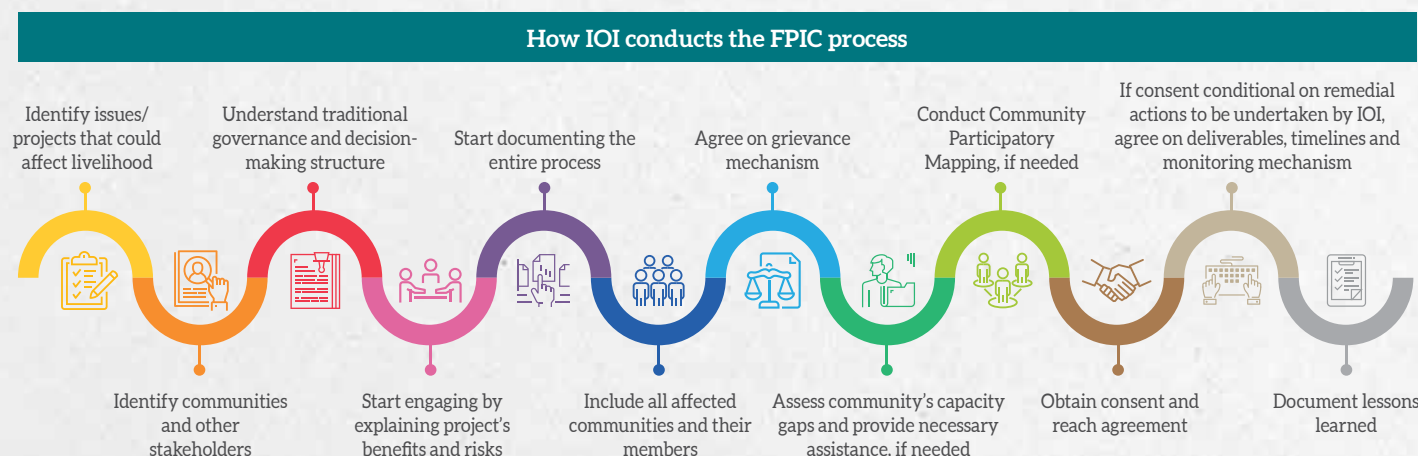 How IOI conducts the FPIC process
Identify issues/
projects that could
affect livelihood
Identify communities
and other
stakeholders
Understand traditional
governance and decision-
making structure
Start engaging by
explaining project's
benefits and risks
Start documenting the
entire process
Include all affected
communities and their
members
Agree on grievance
mechanism
Assess community's capacity
gaps and provide necessary
assistance, if needed
Conduct Community
Participatory
Mapping, if needed
Obtain consent and
reach agreement
If consent conditional on remedial
actions to be undertaken by IOI,
agree on deliverables, timelines and
monitoring mechanism
Document lessons
learned